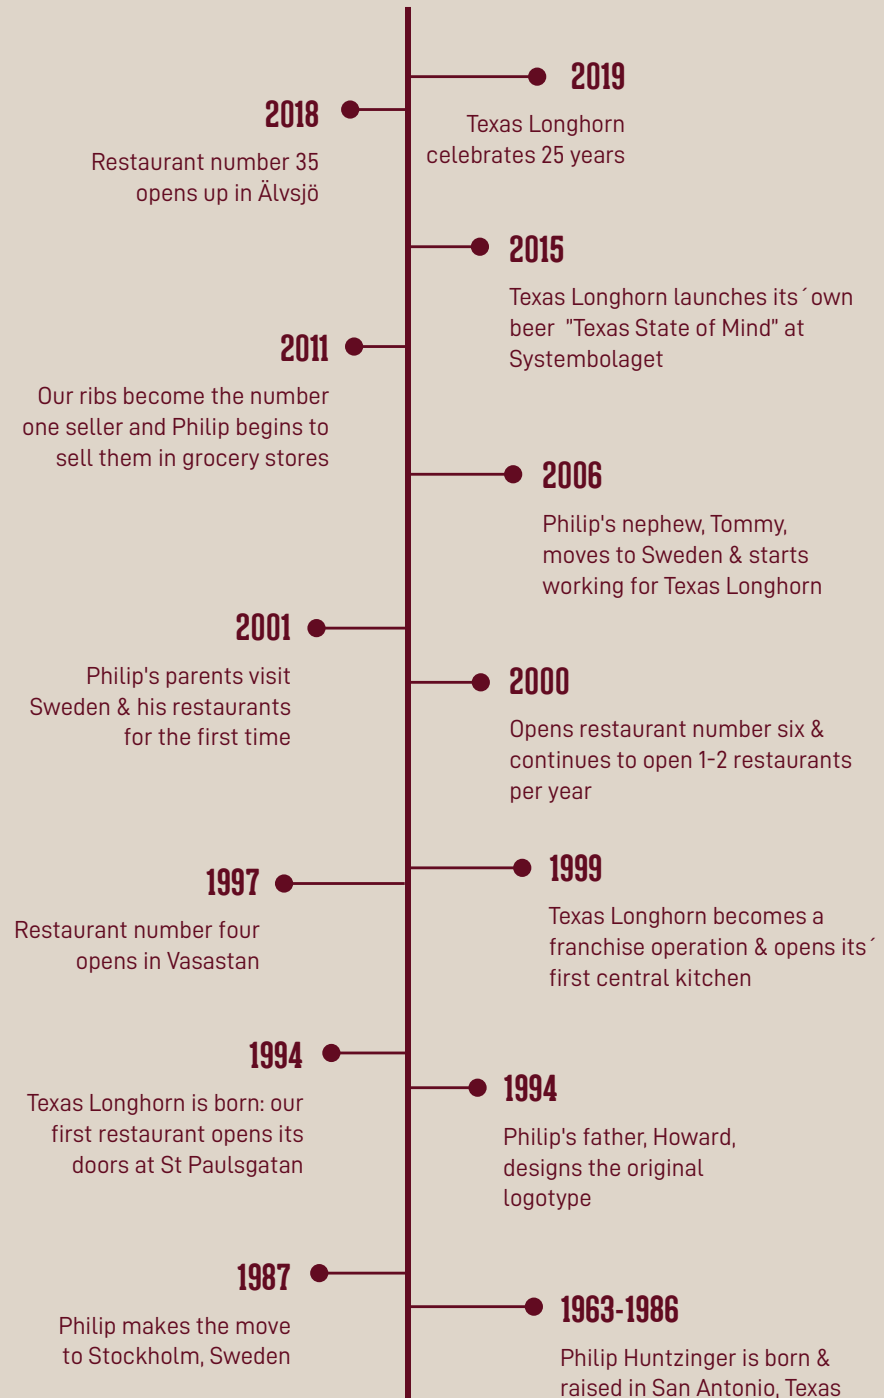 2019
Texas Longhorn
celebrates 25 years
2018
Restaurant number 35
opens up in Älvsjö
2015
Texas Longhorn launches its´own
beer "Texas State of Mind" at
Systembolaget
2011
Our ribs become the number
one seller and Philip begins to
sell them in grocery stores
2006
Philip's nephew, Tommy,
moves to Sweden & starts
working for Texas Longhorn
2001
Philip's parents visit
Sweden & his restaurants
for the first time
2000
Opens restaurant number six &
continues to open 1-2 restaurants
per year
1999
Texas Longhorn becomes a
franchise operation & opens its´
first central kitchen
1997
Restaurant number four
opens in Vasastan
1994
Texas Longhorn is born: our
first restaurant opens its
doors at St Paulsgatan
1994
Philip's father, Howard,
designs the original
logotype
1987
Philip makes the move
to Stockholm, Sweden
1963-1986
Philip Huntzinger is born &
raised in San Antonio, Texas